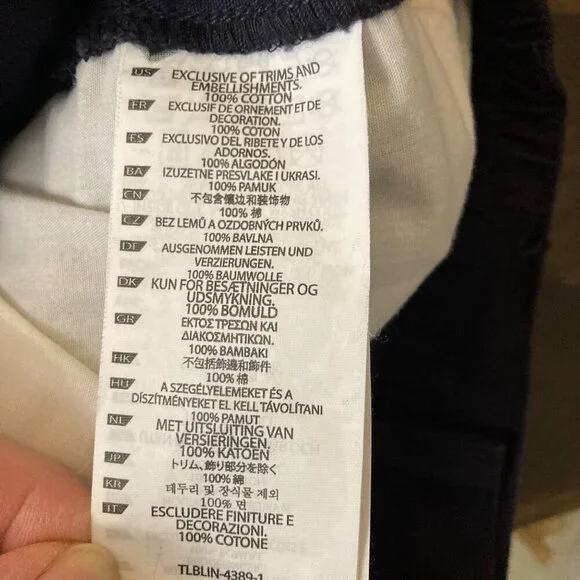 US EXCLUSIVE OF TRIMS AND
EMBELLISHMENTS.
100% COTTON
FR EXCLUSIF DE ORNEMENT ET DE
DECORATION.
100% COTON
ES EXCLUSIVO DEL RIBETE Y DE LOS
ADORNOS.
100% ALGODÓN
BA IZUZETNE PRESVLAKE I UKRASI.
100% PAMUK
CN 不包含镶边和装饰物
100% 棉
CZ BEZ LEMŮ A OZDOBNÝCH PRVKŮ.
100% BAVLNA
DE AUSGENOMMEN LEISTEN UND
VERZIERUNGEN.
100% BAUMWOLLE
DK KUN FOR BESÆTNINGER OG
UDSMYKNING.
100% BOMULD
GR ΕΚΤΟΣ ΤΡΕΣΩΝ ΚΑΙ
ΔΙΑΚΟΣΜΗΤΙΚΩΝ.
100% ΒΑΜΒΑΚΙ
HK 不包括飾邊和飾件
100% 棉
HU A SZEGÉLYELEMEKET ÉS A
DÍSZÍTMÉNYEKET EL KELL TÁVOLÍTANI
100% PAMUT
NL MET UITSLUITING VAN
VERSIERINGEN.
100% KATOEN
JP トリム、飾り部分を除く
100% 綿
KR 테두리 및 장식물 제외
100% 면
IT ESCLUDERE FINITURE E
DECORAZIONI.
100% COTONE
TLBLIN-4389-1